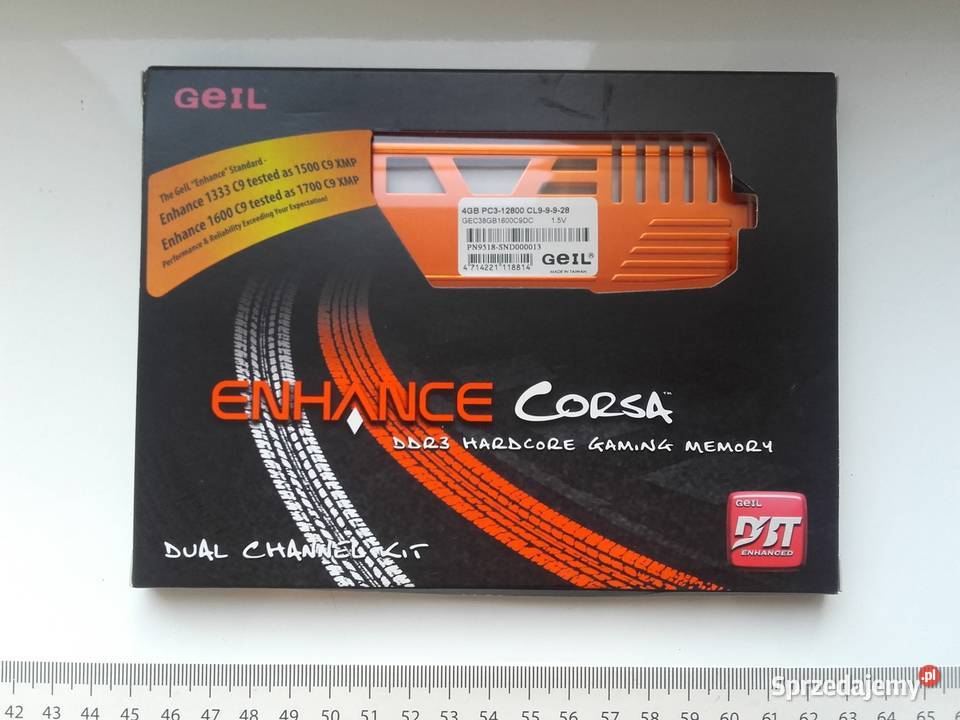 GeIL
The GeiL "Enhance" Standard -
Enhance 1333 C9 tested as 1500 C9 XMP
Enhance 1600 C9 tested as 1700 C9 XMP
Performance & Reliability Exceeding Your Expectation!
4GB PC3-12800 CL9-9-9-28
GEC38GB1600C9DC 1.5V
PN9518-SND000013
4 714221 118814
GeIL®
MADE IN TAIWAN
ENHANCE CORSA™
DDR3 HARDCORE GAMING MEMORY
DUAL CHANNEL KIT
GeIL
DBT
ENHANCED
42 43 44 45 46 47 48 49 50 51 52 53 54 55 56 57 58 59 60 61 62 63 64 65
Sprzedajemy.pl